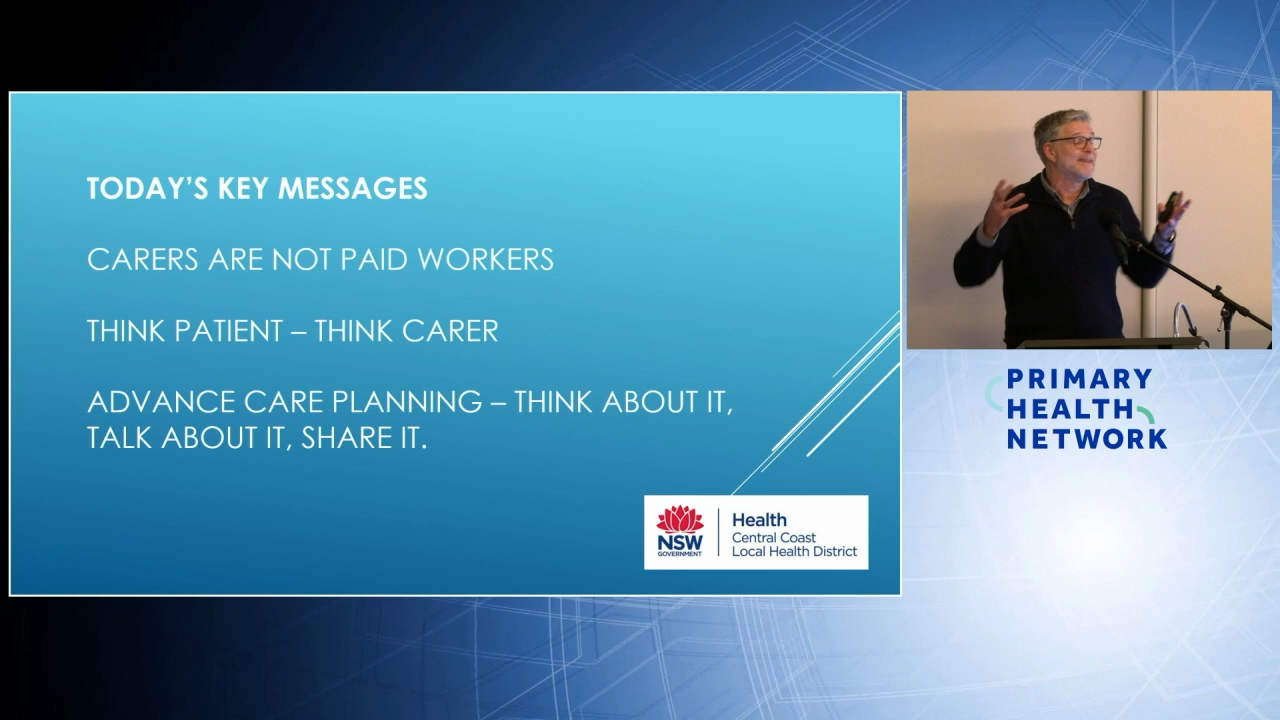 TODAY'S KEY MESSAGES
CARERS ARE NOT PAID WORKERS
THINK PATIENT – THINK CARER
ADVANCE CARE PLANNING – THINK ABOUT IT,
TALK ABOUT IT, SHARE IT.
NSW
GOVERNMENT
Health
Central Coast
Local Health District
PRIMARY
HEALTH
NETWORK